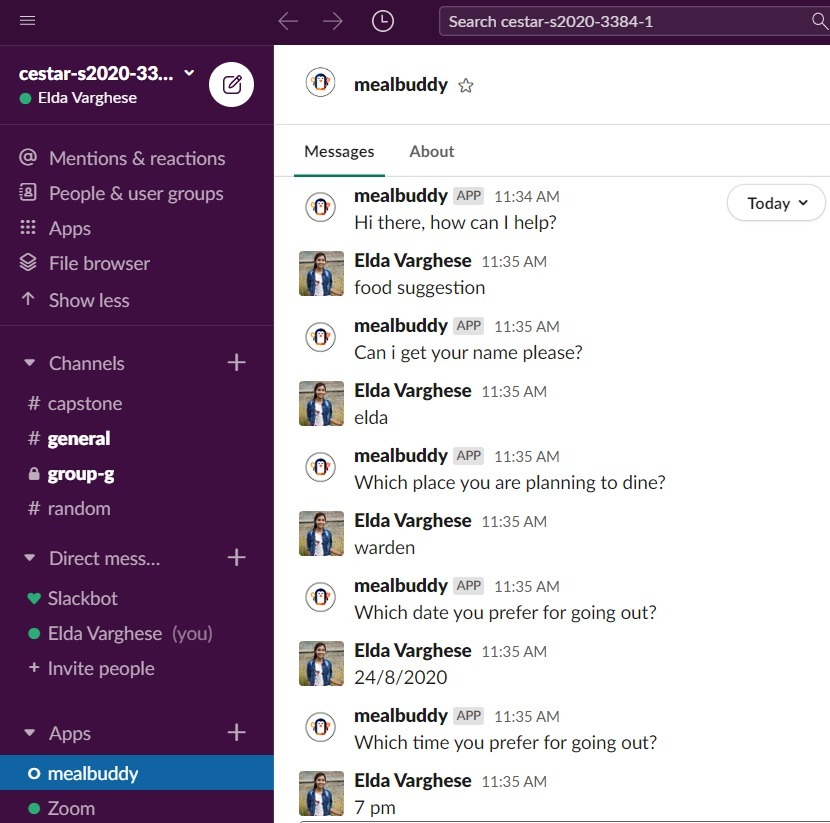 Search cestar-s2020-3384-1
cestar-s2020-33...
Elda Varghese
Mentions & reactions
People & user groups
Apps
File browser
Show less
Channels
# capstone
# general
group-g
# random
Direct mess...
Slackbot
Elda Varghese (you)
+ Invite people
Apps
mealbuddy
Zoom
mealbuddy
Messages About
Today
mealbuddy APP 11:34 AM
Hi there, how can I help?
Elda Varghese 11:35 AM
food suggestion
mealbuddy APP 11:35 AM
Can i get your name please?
Elda Varghese 11:35 AM
elda
mealbuddy APP 11:35 AM
Which place you are planning to dine?
Elda Varghese 11:35 AM
warden
mealbuddy APP 11:35 AM
Which date you prefer for going out?
Elda Varghese 11:35 AM
24/8/2020
mealbuddy APP 11:35 AM
Which time you prefer for going out?
Elda Varghese 11:35 AM
7 pm